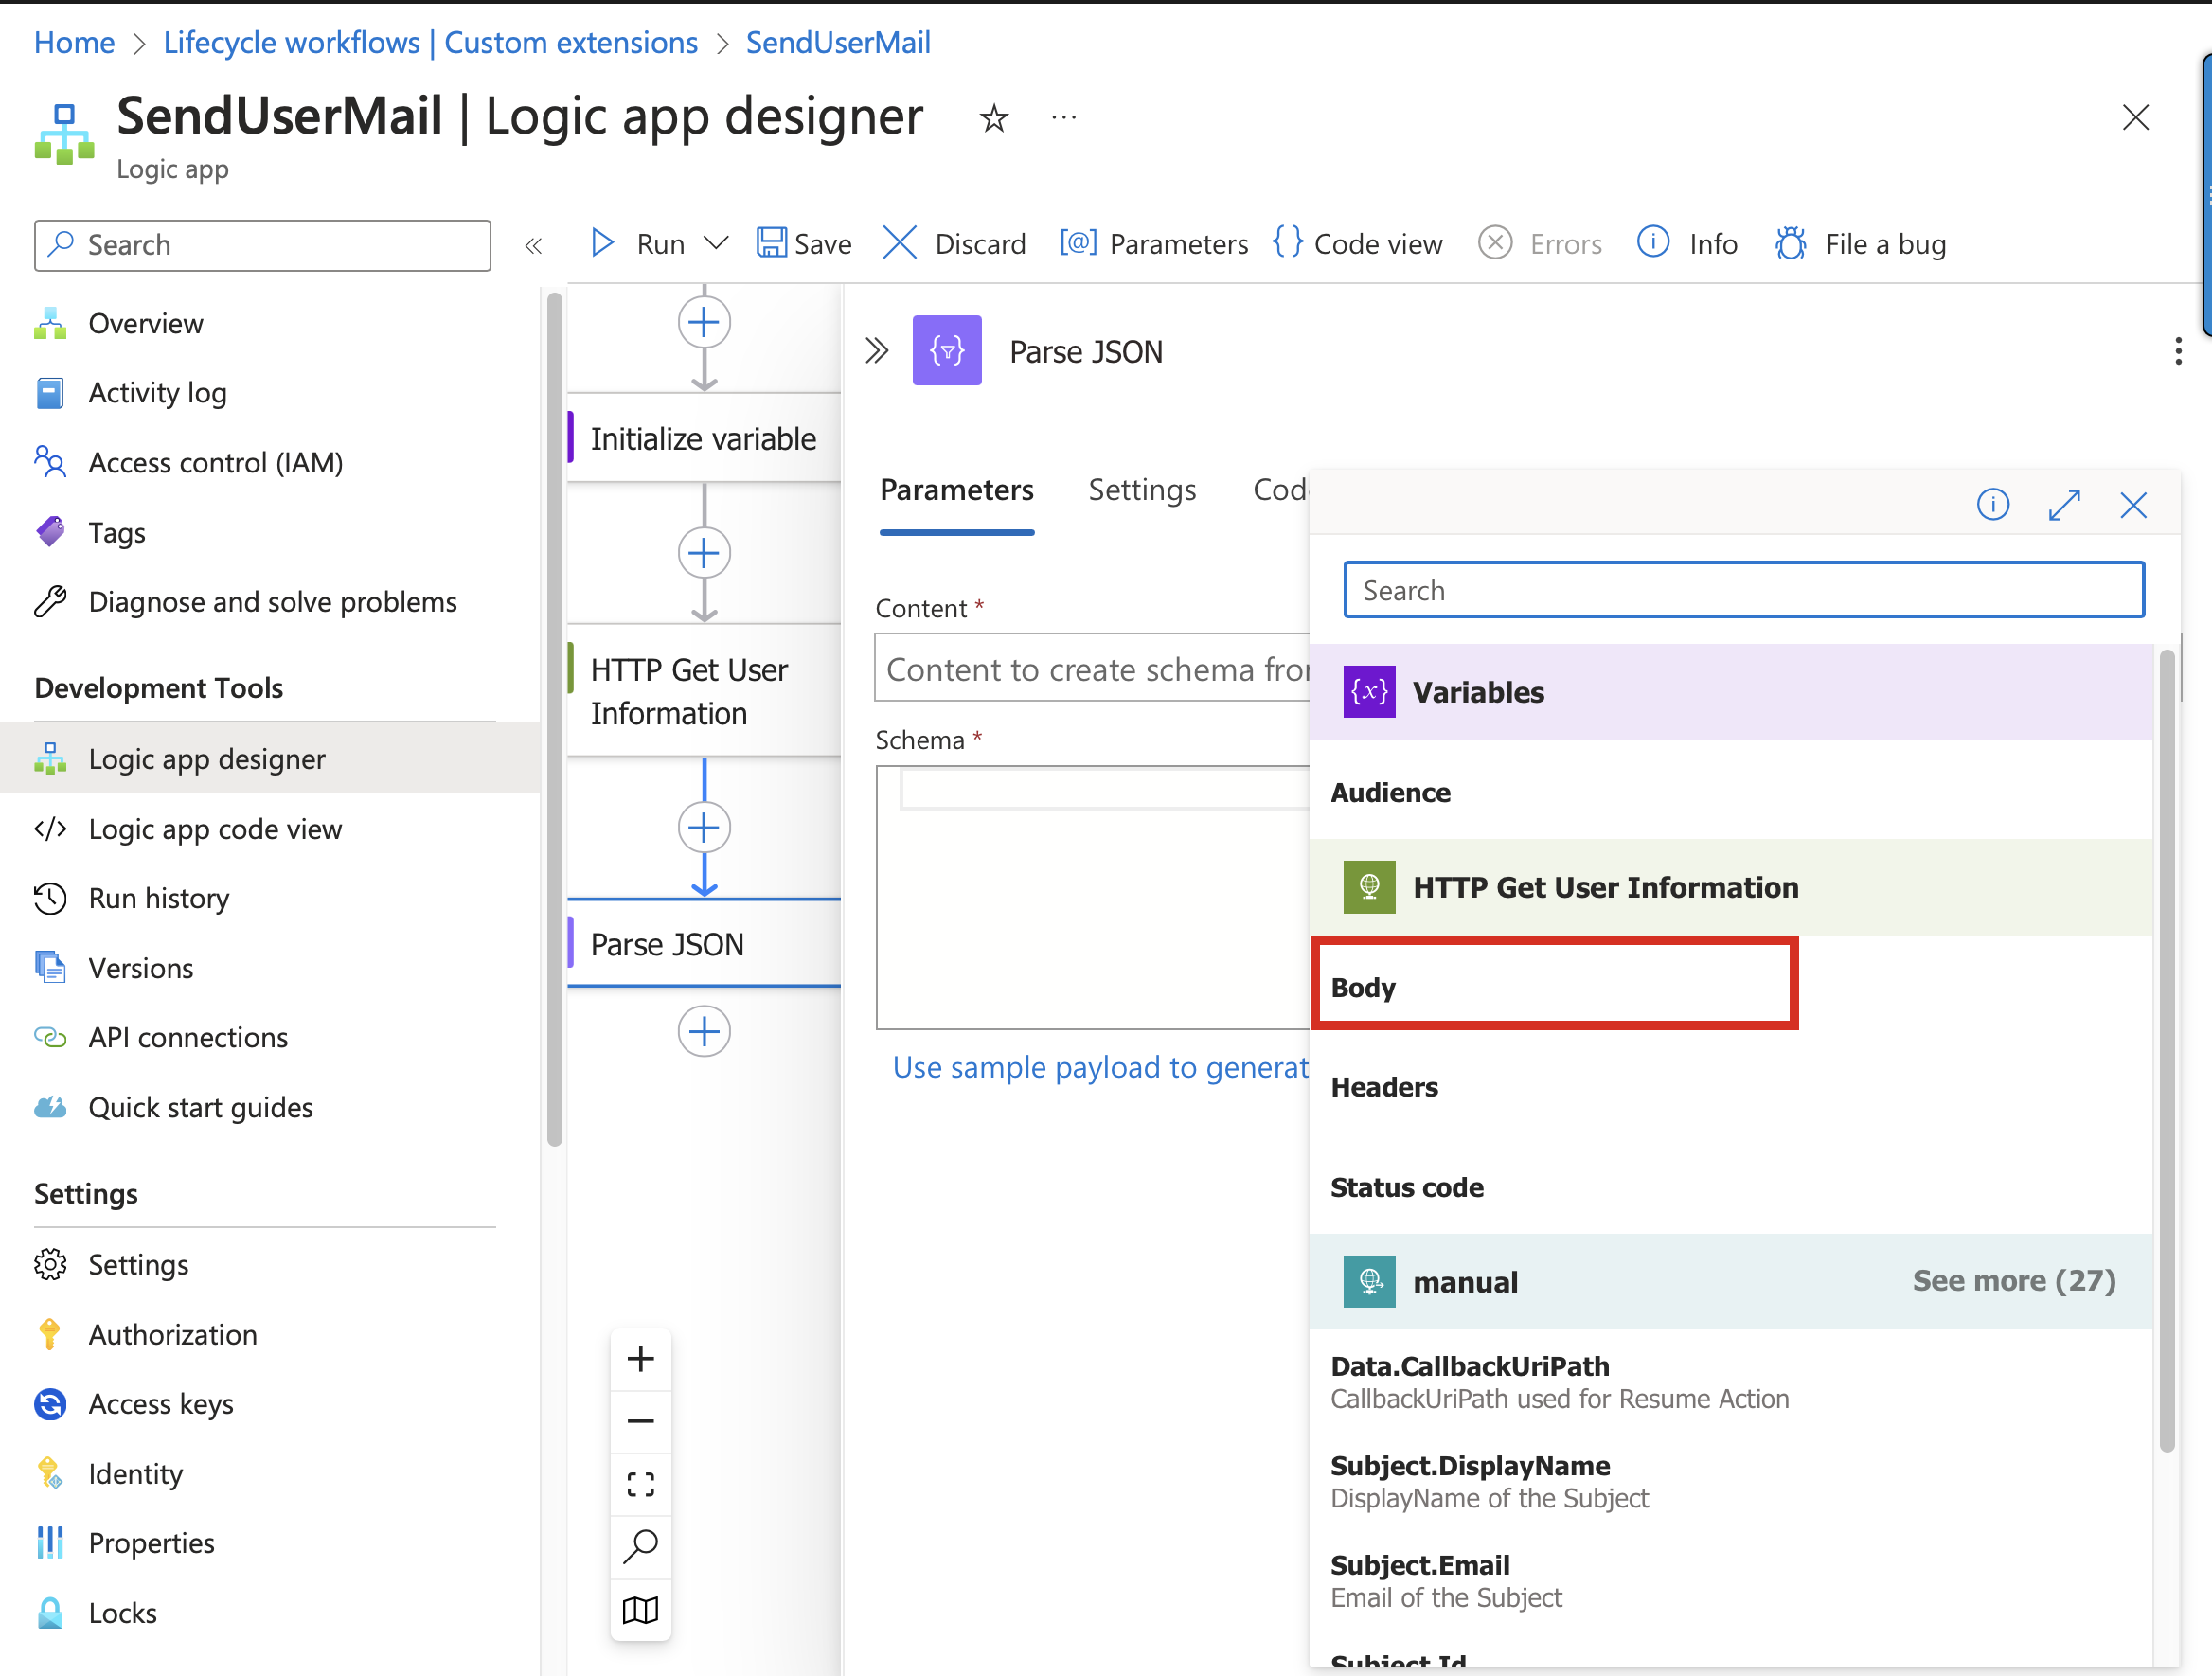 Home > Lifecycle workflows | Custom extensions > SendUserMail
SendUserMail | Logic app designer
Logic app
Search
Run
Save
Discard
Parameters
Code view
Errors
Info
File a bug
Overview
Activity log
Access control (IAM)
Tags
Diagnose and solve problems
Development Tools
Logic app designer
Logic app code view
Run history
Versions
API connections
Quick start guides
Settings
Settings
Authorization
Access keys
Identity
Properties
Locks
Initialize variable
HTTP Get User
Information
Parse JSON
Parse JSON
Parameters
Settings
Cod
Content *
Content to create schema fro
Schema *
Use sample payload to generat
Search
Variables
Audience
HTTP Get User Information
Body
Headers
Status code
manual
See more (27)
Data.CallbackUriPath
CallbackUriPath used for Resume Action
Subject.DisplayName
DisplayName of the Subject
Subject.Email
Email of the Subject
Subject.Id